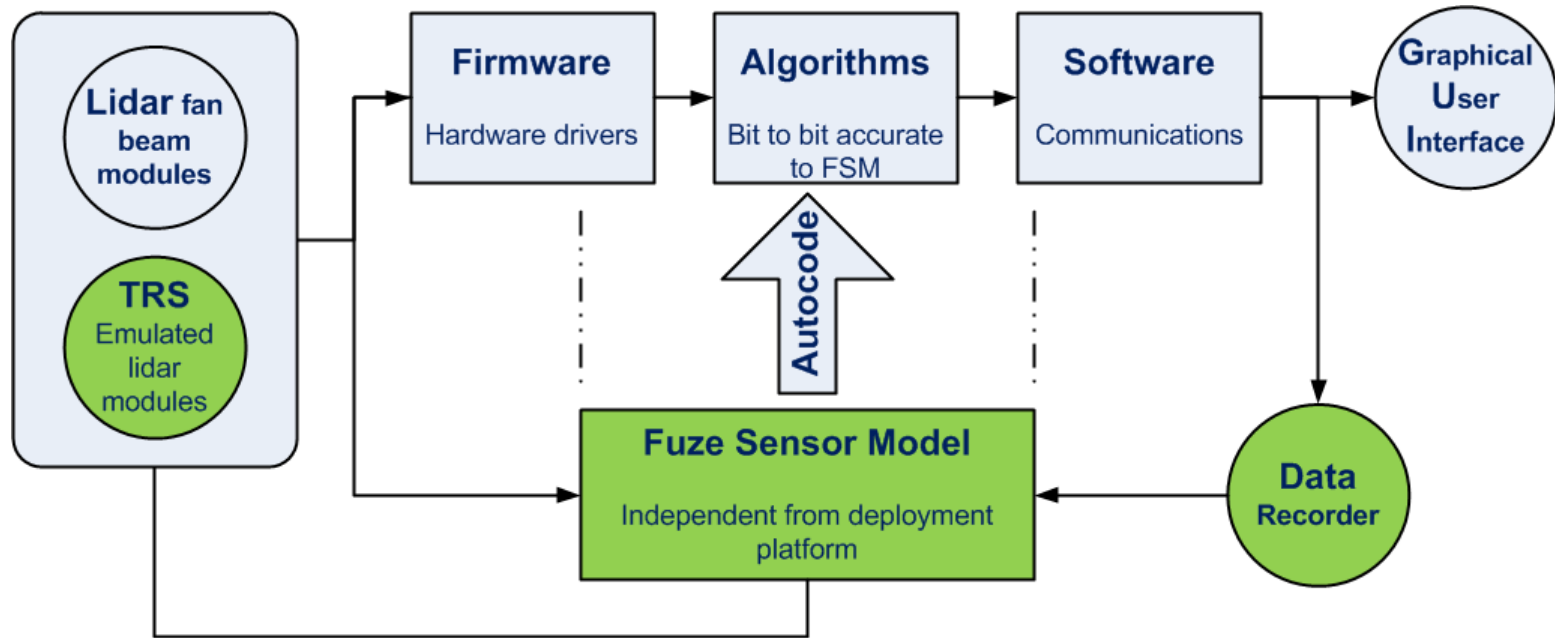 Lidar fan
beam
modules
TRS
Emulated
lidar
modules
Firmware
Hardware drivers
Algorithms
Bit to bit accurate
to FSM
Software
Communications
Graphical
User
Interface
Autocode
Fuze Sensor Model
Independent from deployment
platform
Data
Recorder